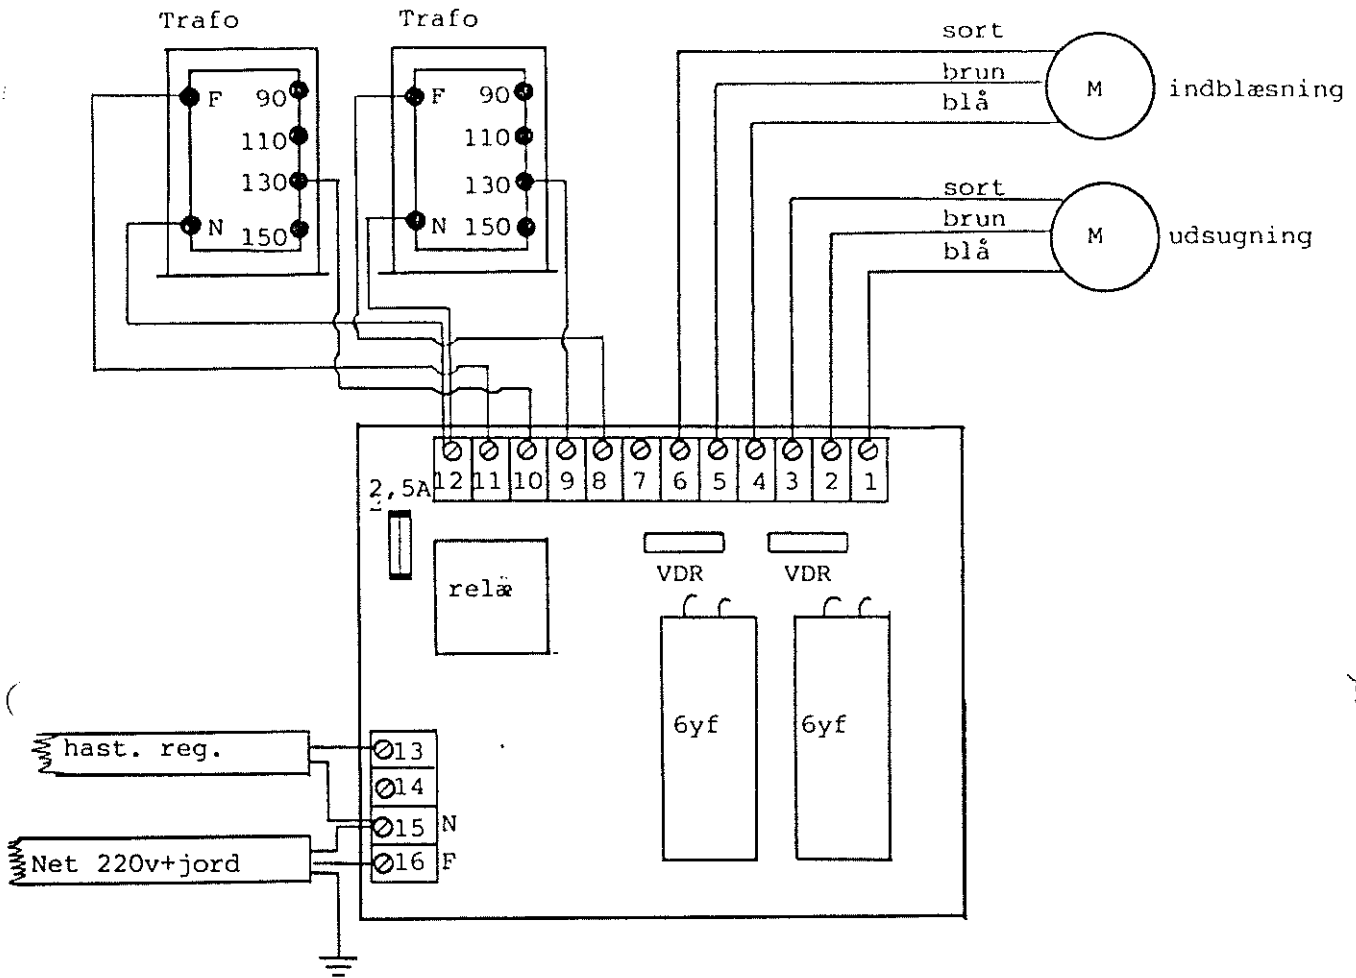 Trafo
Trafo
F 90
110
130
N 150
F 90
110
130
N 150
sort
brun
blå
M indblæsning
sort
brun
blå
M udsugning
2,5A
12 11 10 9 8 7 6 5 4 3 2 1
relæ
VDR VDR
6yf 6yf
hast. reg.
13
14
15 N
16 F
Net 220v+jord